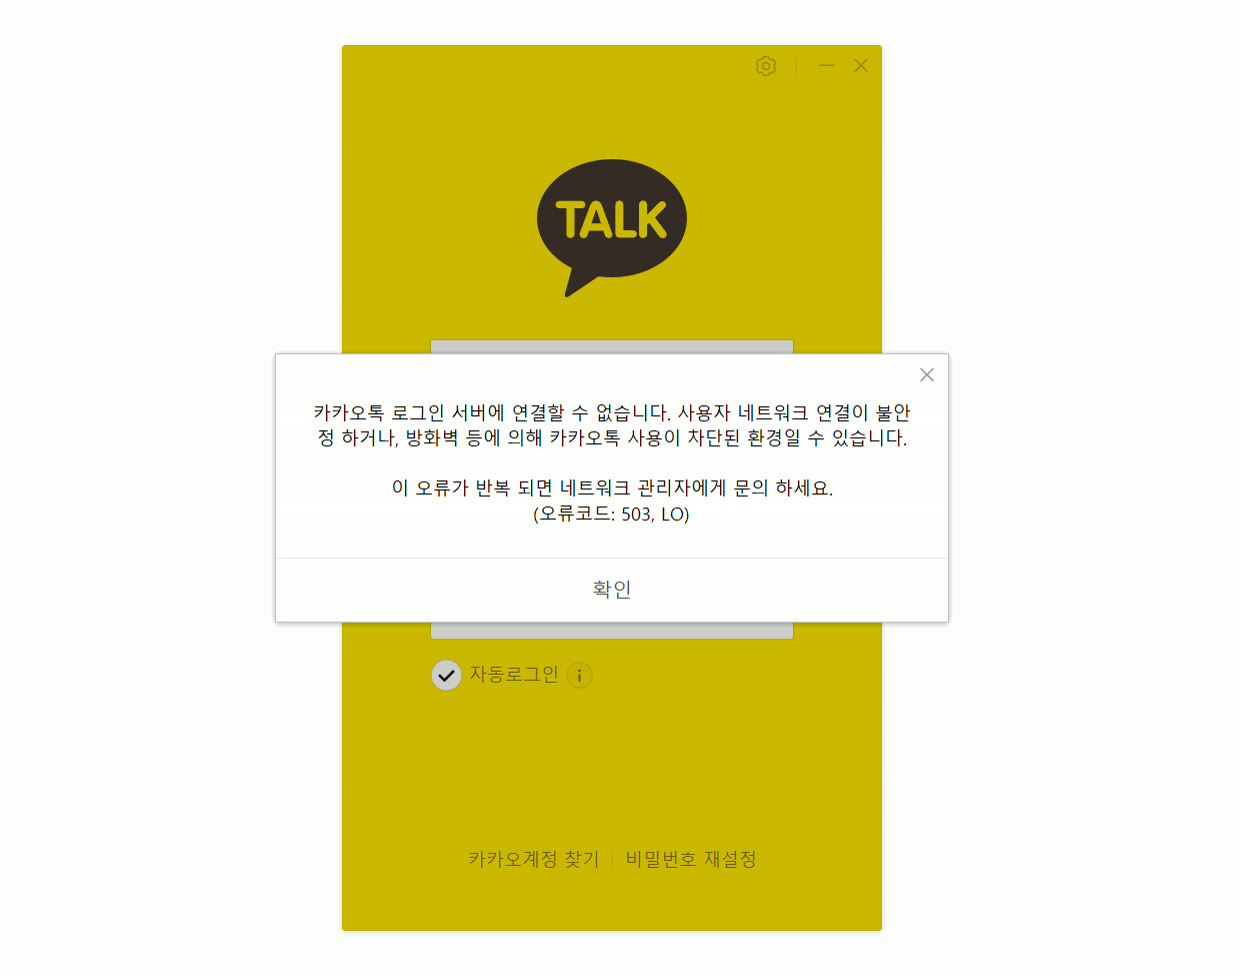 TALK
카카오톡 로그인 서버에 연결할 수 없습니다. 사용자 네트워크 연결이 불안
정 하거나, 방화벽 등에 의해 카카오톡 사용이 차단된 환경일 수 있습니다.
이 오류가 반복 되면 네트워크 관리자에게 문의 하세요.
(오류코드: 503, LO)
확인
자동로그인
카카오계정 찾기 | 비밀번호 재설정